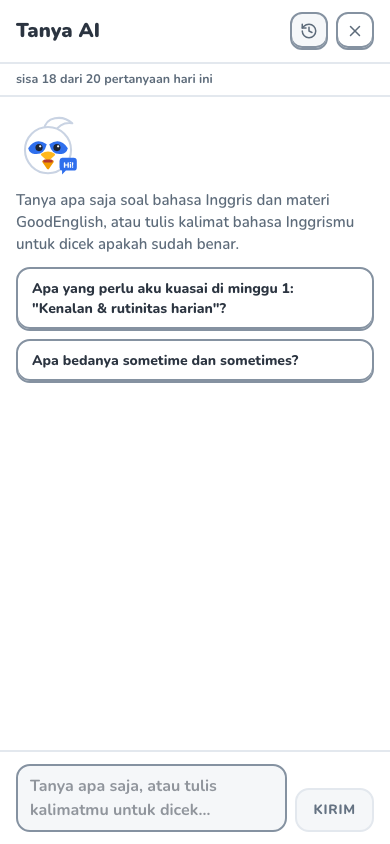 Tanya AI
sisa 18 dari 20 pertanyaan hari ini
Hi!
Tanya apa saja soal bahasa Inggris dan materi
GoodEnglish, atau tulis kalimat bahasa Inggrismu
untuk dicek apakah sudah benar.
Apa yang perlu aku kuasai di minggu 1:
"Kenalan & rutinitas harian"?
Apa bedanya sometime dan sometimes?
Tanya apa saja, atau tulis
kalimatmu untuk dicek...
KIRIM